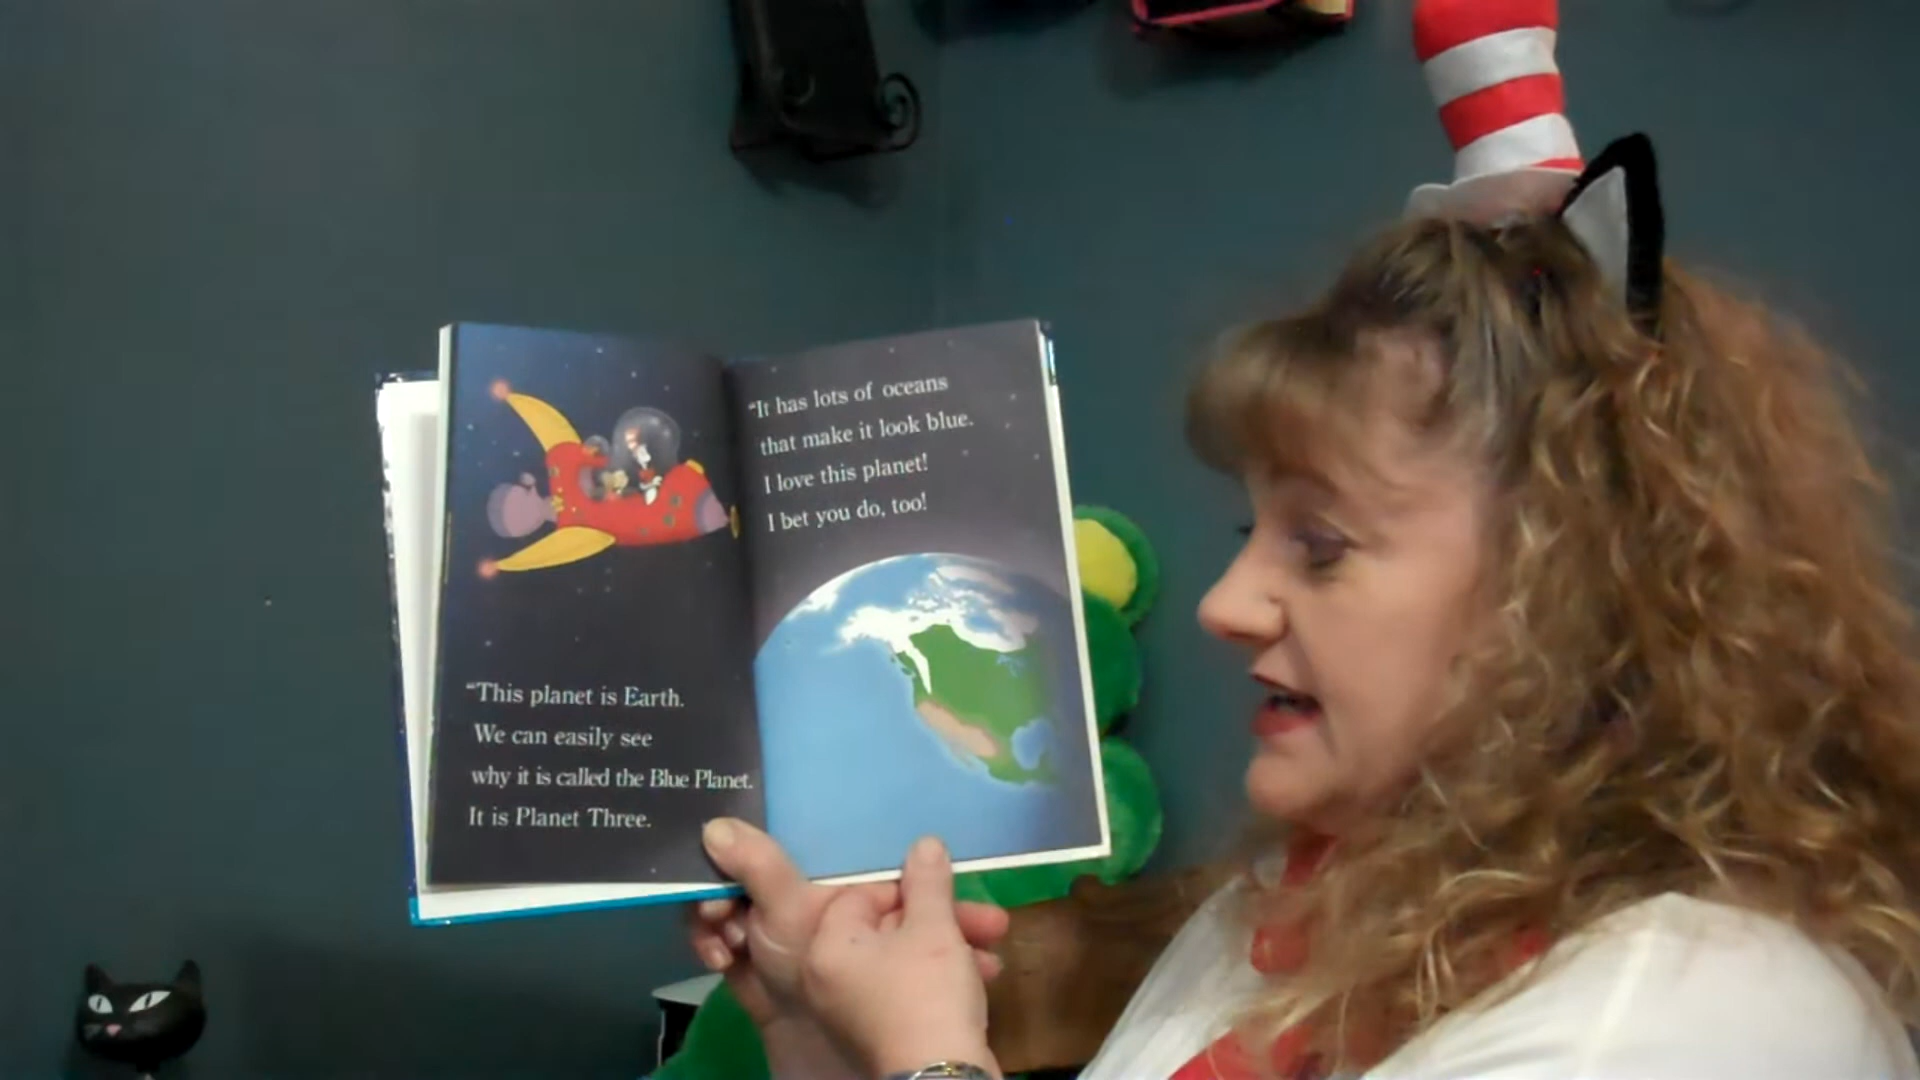 “This planet is Earth.
We can easily see
why it is called the Blue Planet.
It is Planet Three.
“It has lots of oceans
that make it look blue.
I love this planet!
I bet you do, too!